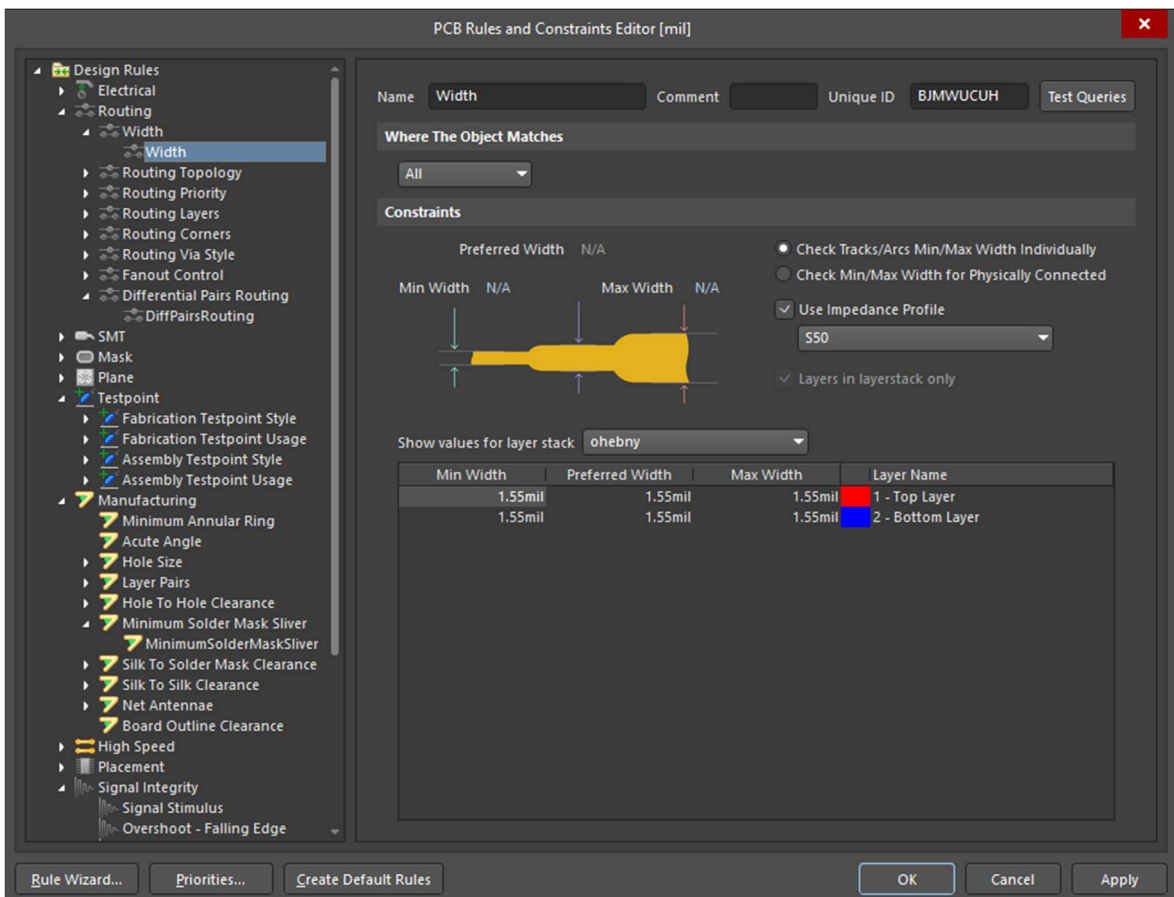 PCB Rules and Constraints Editor [mil]
Design Rules
Electrical
Routing
Width
Width
Routing Topology
Routing Priority
Routing Layers
Routing Corners
Routing Via Style
Fanout Control
Differential Pairs Routing
DiffPairsRouting
SMT
Mask
Plane
Testpoint
Fabrication Testpoint Style
Fabrication Testpoint Usage
Assembly Testpoint Style
Assembly Testpoint Usage
Manufacturing
Minimum Annular Ring
Acute Angle
Hole Size
Layer Pairs
Hole To Hole Clearance
Minimum Solder Mask Sliver
MinimumSolderMaskSliver
Silk To Solder Mask Clearance
Silk To Silk Clearance
Net Antennae
Board Outline Clearance
High Speed
Placement
Signal Integrity
Signal Stimulus
Overshoot - Falling Edge
Name Width Comment Unique ID BJMWUCUH Test Queries
Where The Object Matches
All
Constraints
Preferred Width N/A
Min Width N/A Max Width N/A
Check Tracks/Arcs Min/Max Width Individually
Check Min/Max Width for Physically Connected
Use Impedance Profile
S50
Layers in layerstack only
Show values for layer stack ohebny
Min Width Preferred Width Max Width Layer Name
1.55mil 1.55mil 1.55mil 1 - Top Layer
1.55mil 1.55mil 1.55mil 2 - Bottom Layer
Rule Wizard... Priorities... Create Default Rules OK Cancel Apply